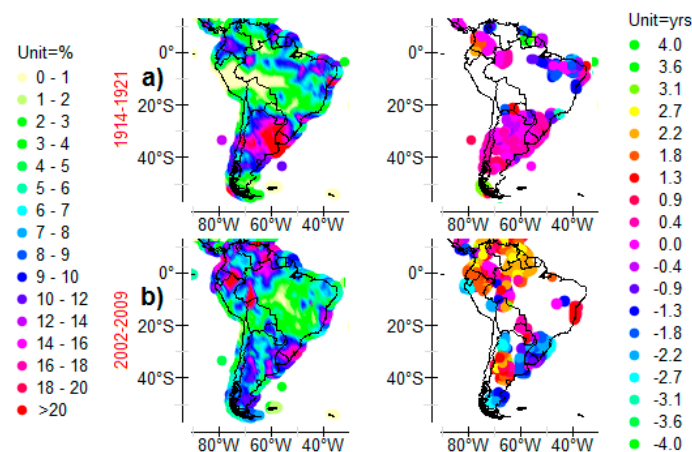 Unit=%
0 - 1
1 - 2
2 - 3
3 - 4
4 - 5
5 - 6
6 - 7
7 - 8
8 - 9
9 - 10
10 - 12
12 - 14
14 - 16
16 - 18
18 - 20
>20
1914-1921
a)
0°
20°S
40°S
80°W
60°W
40°W
0°
20°S
40°S
80°W
60°W
40°W
2002-2009
b)
0°
20°S
40°S
80°W
60°W
40°W
0°
20°S
40°S
80°W
60°W
40°W
Unit=yrs
4.0
3.6
3.1
2.7
2.2
1.8
1.3
0.9
0.4
0.0
-0.4
-0.9
-1.3
-1.8
-2.2
-2.7
-3.1
-3.6
-4.0